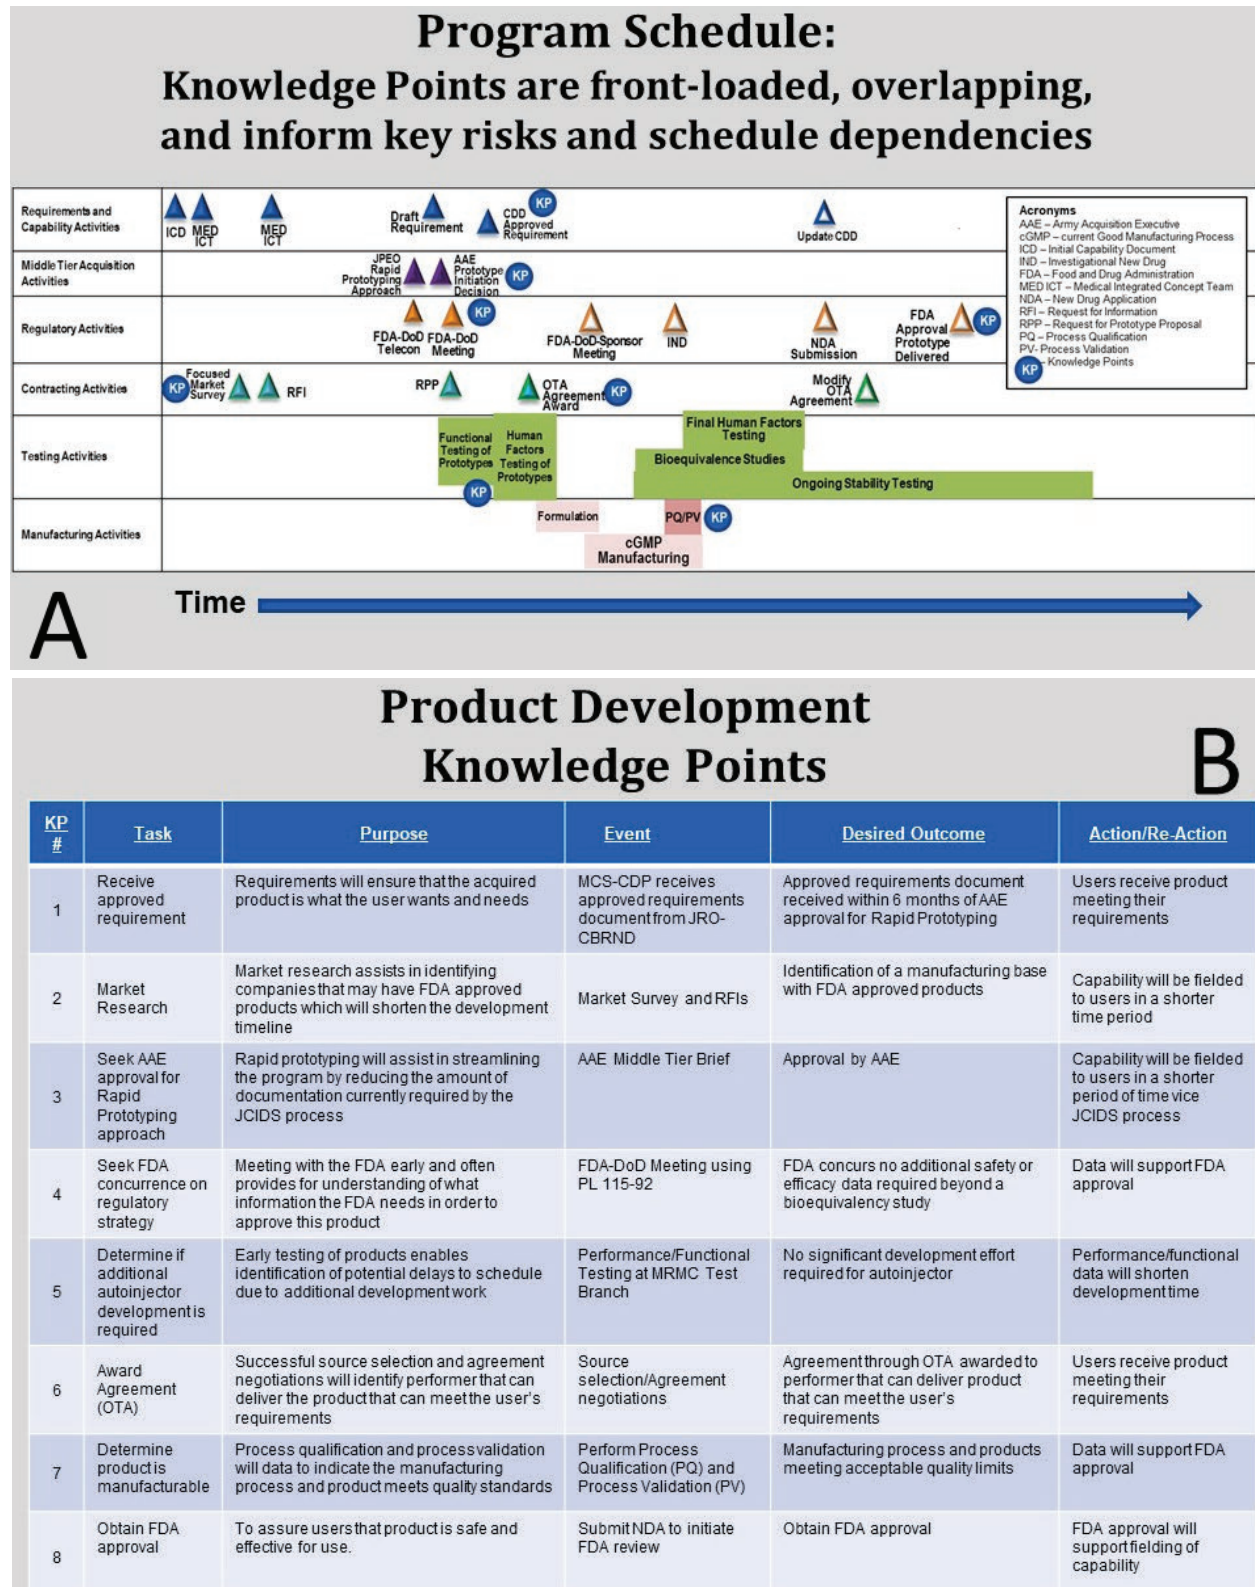 Program Schedule:
Knowledge Points are front-loaded, overlapping,
and inform key risks and schedule dependencies
Requirements and
Capability Activities
ICD
MED
ICT
MED
ICT
Draft
Requirement
CDD
Approved
Requirement
KP
Update CDD
Middle Tier Acquisition
Activities
JPEO
Rapid
Prototyping
Approach
AAE
Prototype
Initiation
Decision
KP
Regulatory Activities
FDA-DoD
Telecon
FDA-DoD
Meeting
KP
FDA-DoD-Sponsor
Meeting
IND
NDA
Submission
FDA
Approval
Prototype
Delivered
KP
Contracting Activities
KP
Focused
Market
Survey
RFI
RPP
OTA
Agreement
Award
KP
Modify
OTA
Agreement
Testing Activities
Functional
Testing of
Prototypes
KP
Human
Factors
Testing of
Prototypes
Final Human Factors
Testing
Bioequivalence Studies
Ongoing Stability Testing
Manufacturing Activities
Formulation
PQ/PV
KP
cGMP
Manufacturing
Acronyms
AAE – Army Acquisition Executive
cGMP – current Good Manufacturing Process
ICD – Initial Capability Document
IND – Investigational New Drug
FDA – Food and Drug Administration
MED ICT – Medical Integrated Concept Team
NDA – New Drug Application
RFI – Request for Information
RPP – Request for Prototype Proposal
PQ – Process Qualification
PV- Process Validation
KP - Knowledge Points
A
Time
Product Development
Knowledge Points
B
KP
#
Task
Purpose
Event
Desired Outcome
Action/Re-Action
1
Receive
approved
requirement
Requirements will ensure that the acquired
product is what the user wants and needs
MCS-CDP receives
approved requirements
document from JRO-
CBRND
Approved requirements document
received within 6 months of AAE
approval for Rapid Prototyping
Users receive product
meeting their
requirements
2
Market
Research
Market research assists in identifying
companies that may have FDA approved
products which will shorten the development
timeline
Market Survey and RFIs
Identification of a manufacturing base
with FDA approved products
Capability will be fielded
to users in a shorter
time period
3
Seek AAE
approval for
Rapid
Prototyping
approach
Rapid prototyping will assist in streamlining
the program by reducing the amount of
documentation currently required by the
JCIDS process
AAE Middle Tier Brief
Approval by AAE
Capability will be fielded
to users in a shorter
period of time vice
JCIDS process
4
Seek FDA
concurrence on
regulatory
strategy
Meeting with the FDA early and often
provides for understanding of what
information the FDA needs in order to
approve this product
FDA-DoD Meeting using
PL 115-92
FDA concurs no additional safety or
efficacy data required beyond a
bioequivalency study
Data will support FDA
approval
5
Determine if
additional
autoinjector
development is
required
Early testing of products enables
identification of potential delays to schedule
due to additional development work
Performance/Functional
Testing at MRMC Test
Branch
No significant development effort
required for autoinjector
Performance/functional
data will shorten
development time
6
Award
Agreement
(OTA)
Successful source selection and agreement
negotiations will identify performer that can
deliver the product that can meet the user's
requirements
Source
selection/Agreement
negotiations
Agreement through OTA awarded to
performer that can deliver product
that can meet the user's
requirements
Users receive product
meeting their
requirements
7
Determine
product is
manufacturable
Process qualification and process validation
will data to indicate the manufacturing
process and product meets quality standards
Perform Process
Qualification (PQ) and
Process Validation (PV)
Manufacturing process and products
meeting acceptable quality limits
Data will support FDA
approval
8
Obtain FDA
approval
To assure users that product is safe and
effective for use.
Submit NDA to initiate
FDA review
Obtain FDA approval
FDA approval will
support fielding of
capability